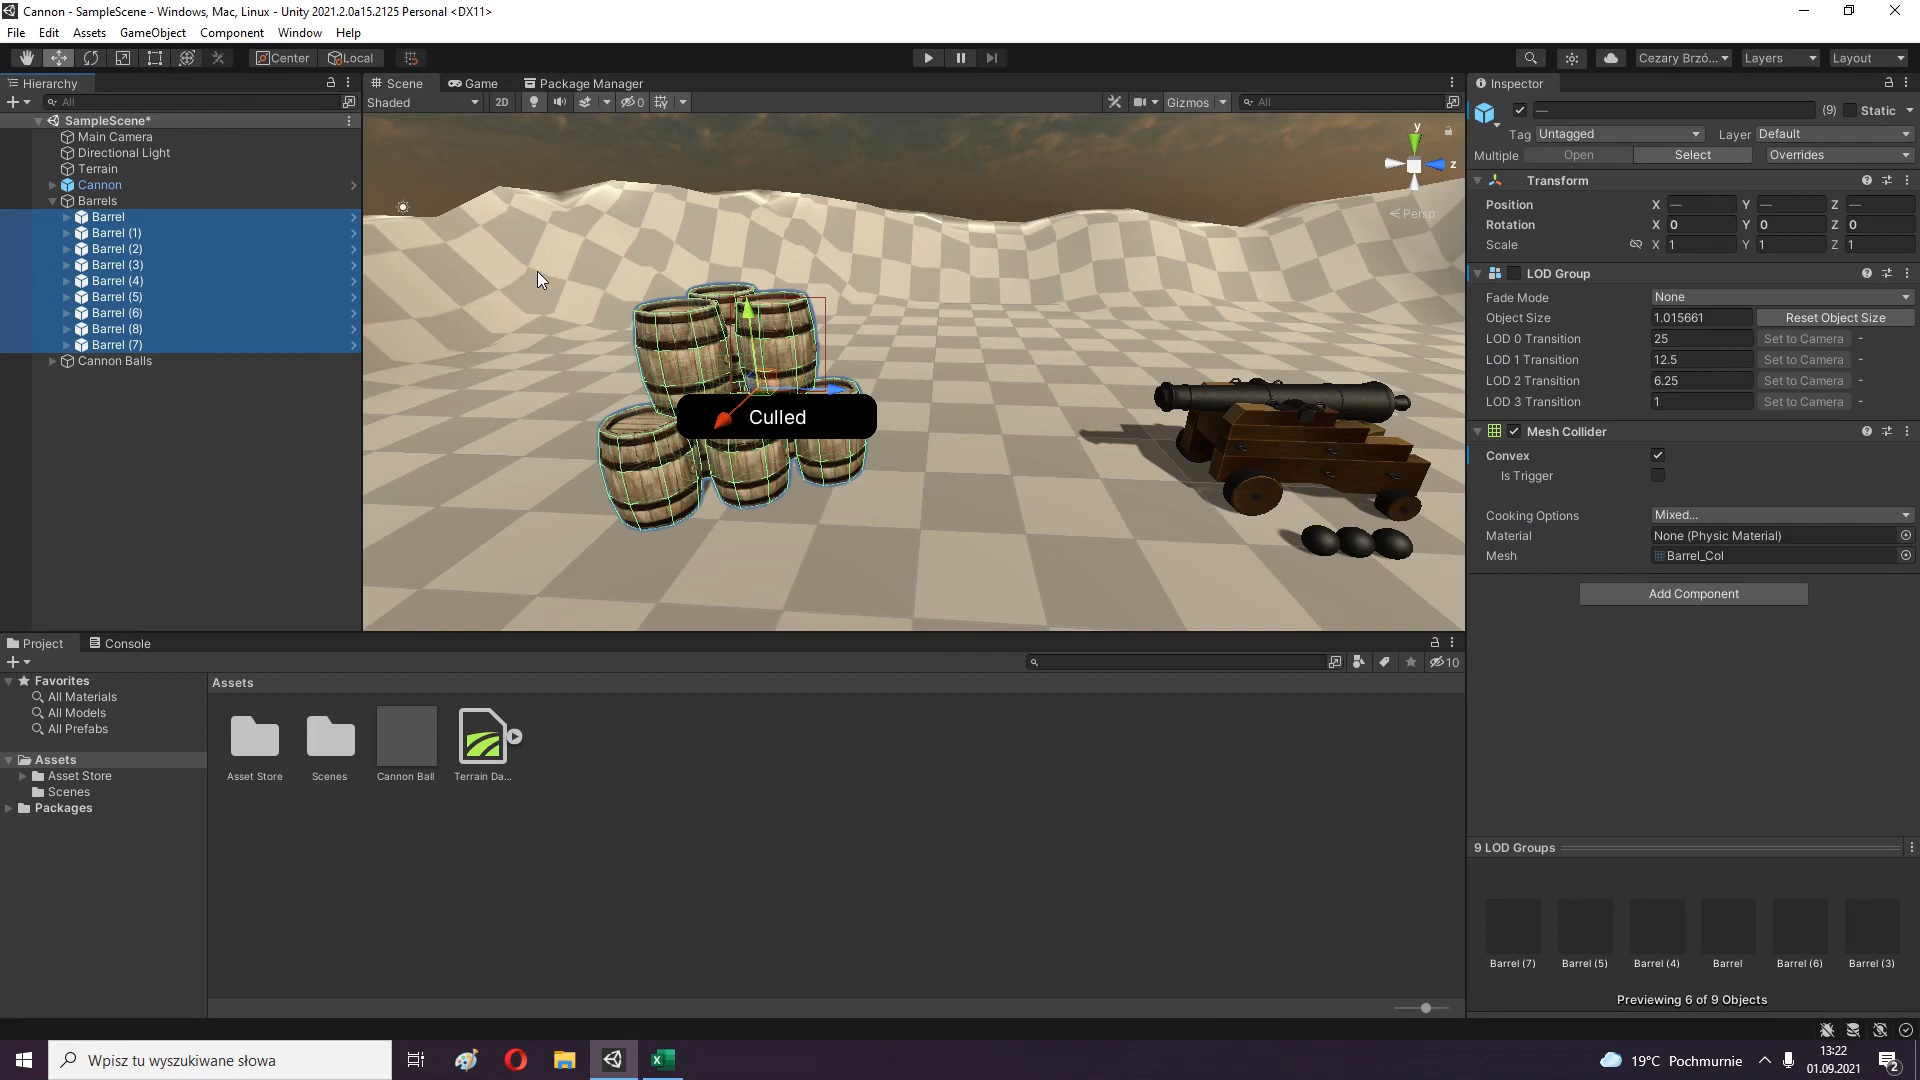 Cannon - SampleScene - Windows, Mac, Linux - Unity 2021.2.0a15.2125 Personal <DX11>
File Edit Assets GameObject Component Window Help
Center Local
Cezary Brzó... Layers Layout
Hierarchy
All
SampleScene*
Main Camera
Directional Light
Terrain
Cannon
Barrels
Barrel
Barrel (1)
Barrel (2)
Barrel (3)
Barrel (4)
Barrel (5)
Barrel (6)
Barrel (8)
Barrel (7)
Cannon Balls
Scene Game Package Manager
Shaded 2D 0 Gizmos All
y
z
Persp
Culled
Inspector
— (9) Static
Tag Untagged Layer Default
Multiple Open Select Overrides
Transform
Position X — Y — Z —
Rotation X 0 Y 0 Z 0
Scale X 1 Y 1 Z 1
LOD Group
Fade Mode None
Object Size 1.015661 Reset Object Size
LOD 0 Transition 25 Set to Camera -
LOD 1 Transition 12.5 Set to Camera -
LOD 2 Transition 6.25 Set to Camera -
LOD 3 Transition 1 Set to Camera -
Mesh Collider
Convex
Is Trigger
Cooking Options Mixed...
Material None (Physic Material)
Mesh Barrel_Col
Add Component
9 LOD Groups
Barrel (7) Barrel (5) Barrel (4) Barrel Barrel (6) Barrel (3)
Previewing 6 of 9 Objects
Project Console
10
Favorites
All Materials
All Models
All Prefabs
Assets
Asset Store
Scenes
Packages
Assets
Asset Store Scenes Cannon Ball Terrain Da...
Wpisz tu wyszukiwane słowa
19°C Pochmurnie
13:22
01.09.2021
2